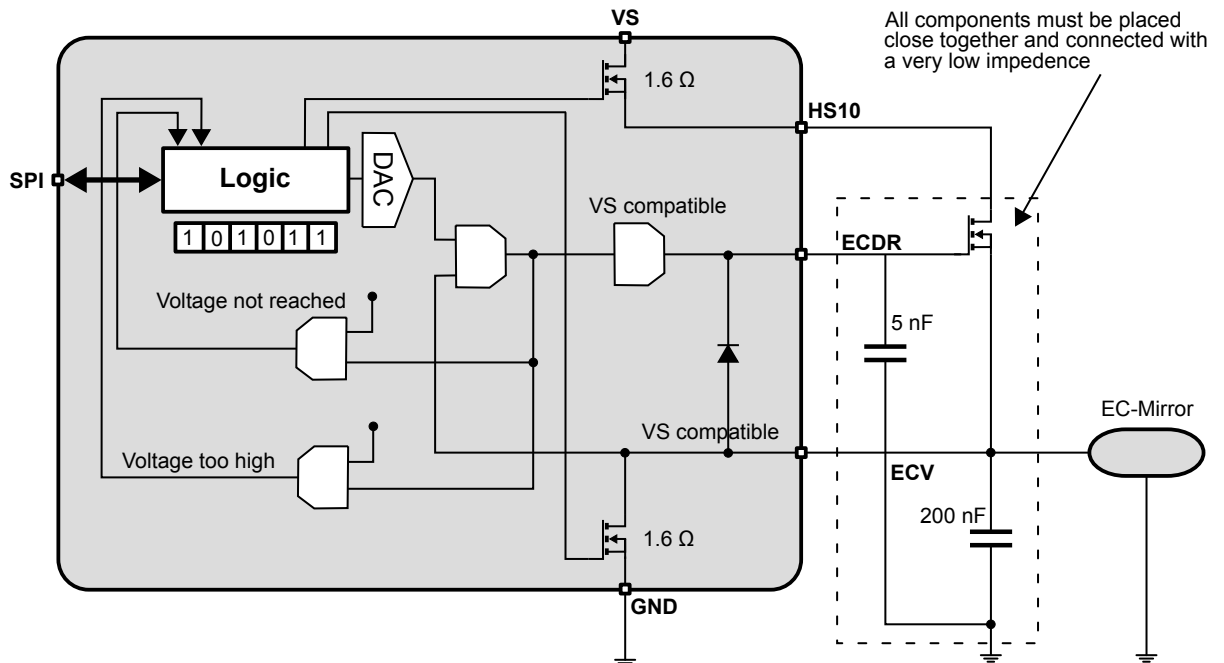 VS
All components must be placed
close together and connected with
a very low impedence
1.6 Ω
HS10
SPI
Logic
DAC
1 0 1 0 1 1
VS compatible
ECDR
Voltage not reached
5 nF
EC-Mirror
Voltage too high
VS compatible
ECV
200 nF
1.6 Ω
GND